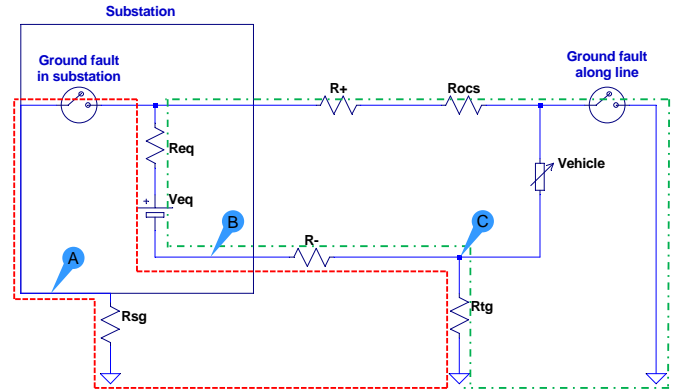 Substation
Ground fault
in substation
Ground fault
along line
R+
Rocs
Req
Vehicle
+
Veq
B
C
R-
A
Rsg
Rtg